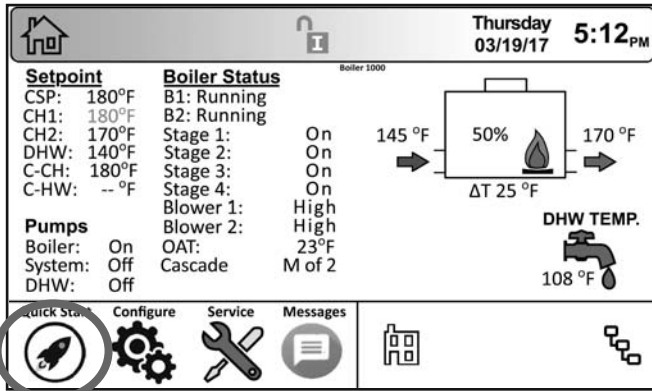 Thursday
03/19/17
5:12PM
I
Boiler 1000
Setpoint
CSP: 180°F
CH1: 180°F
CH2: 170°F
DHW: 140°F
C-CH: 180°F
C-HW: -- °F
Pumps
Boiler: On
System: Off
DHW: Off
Boiler Status
B1: Running
B2: Running
Stage 1: On
Stage 2: On
Stage 3: On
Stage 4: On
Blower 1: High
Blower 2: High
OAT: 23°F
Cascade M of 2
145 °F
50%
170 °F
ΔT 25 °F
DHW TEMP.
108 °F
Quick Start
Configure
Service
Messages